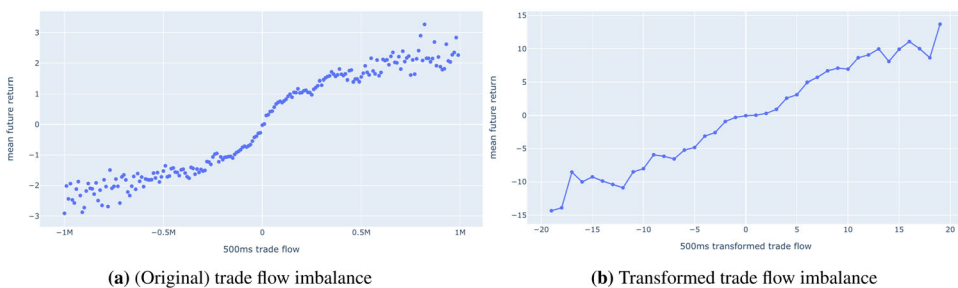 3
2
1
0
−1
−2
−3
mean future return
−1M
−0.5M
0
0.5M
1M
500ms trade flow
(a) (Original) trade flow imbalance
15
10
5
0
−5
−10
−15
mean future return
−20
−15
−10
−5
0
5
10
15
20
500ms transformed trade flow
(b) Transformed trade flow imbalance